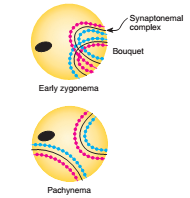 Synaptonemal
complex
Bouquet
Early zygonema
Pachynema